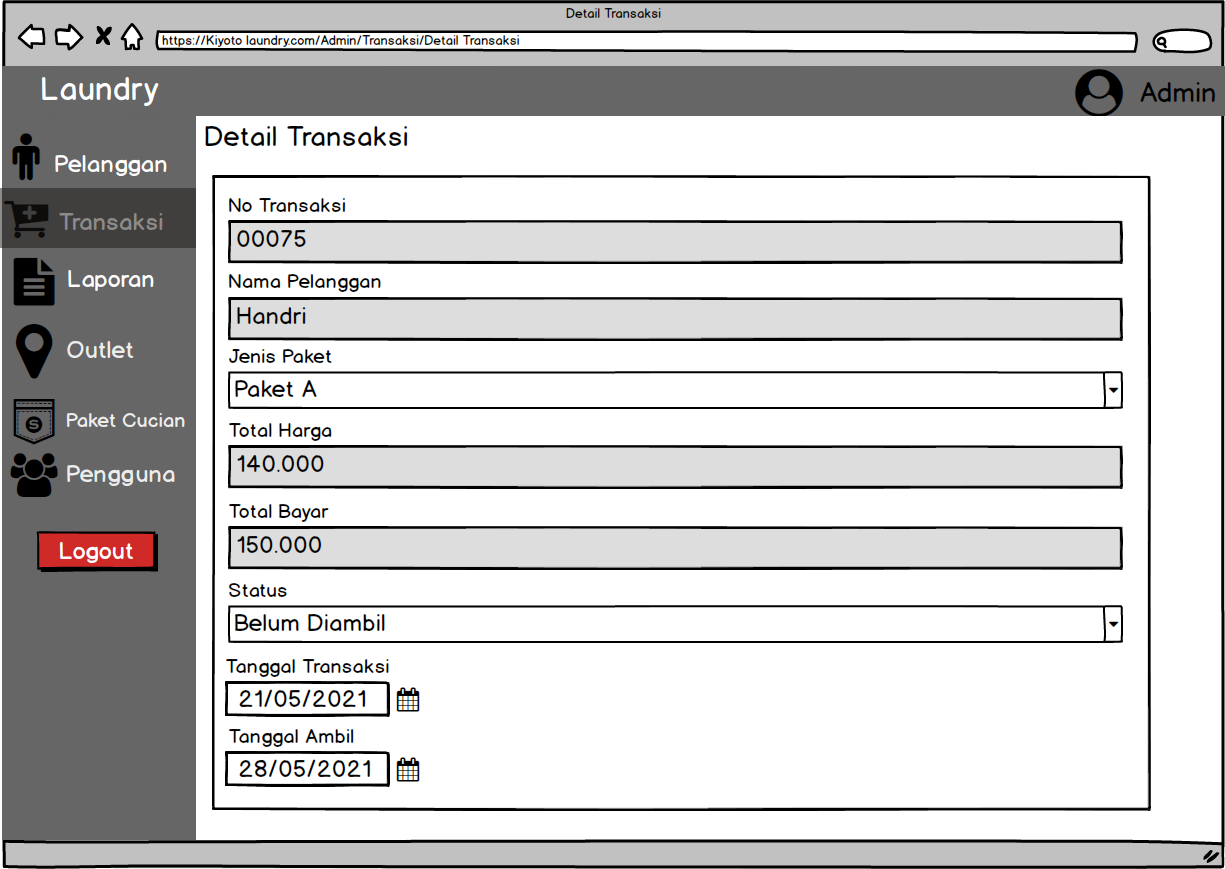 Detail Transaksi
https://Kiyoto laundry.com/Admin/Transaksi/Detail Transaksi
Laundry
Admin
Pelanggan
Transaksi
Laporan
Outlet
S
Paket Cucian
Pengguna
Logout
Detail Transaksi
No Transaksi
00075
Nama Pelanggan
Handri
Jenis Paket
Paket A
Total Harga
140.000
Total Bayar
150.000
Status
Belum Diambil
Tanggal Transaksi
21/05/2021
Tanggal Ambil
28/05/2021